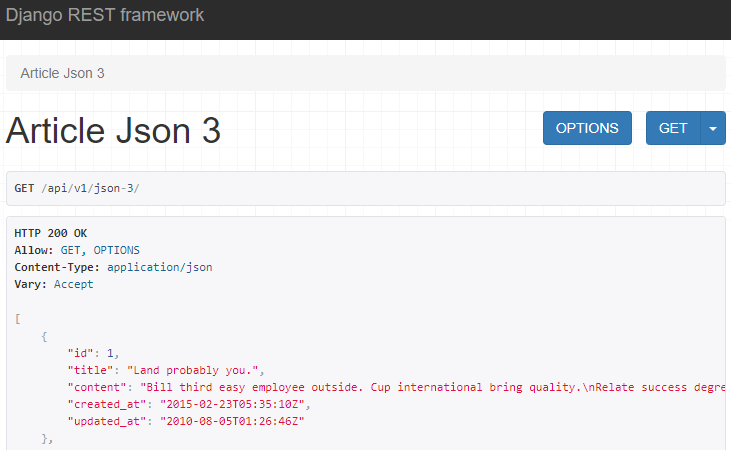 Django REST framework
Article Json 3
Article Json 3
OPTIONS
GET
GET /api/v1/json-3/
HTTP 200 OK
Allow: GET, OPTIONS
Content-Type: application/json
Vary: Accept
[
{
"id": 1,
"title": "Land probably you.",
"content": "Bill third easy employee outside. Cup international bring quality.\nRelate success degre
"created_at": "2015-02-23T05:35:10Z",
"updated_at": "2010-08-05T01:26:46Z"
},